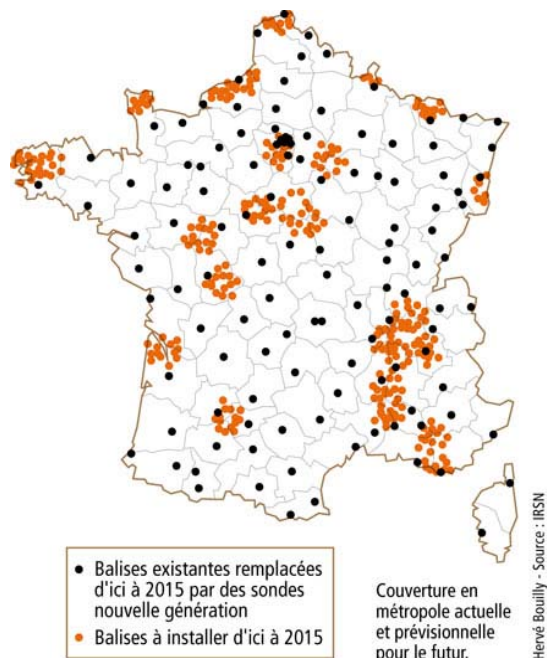 Balises existantes remplacées
d'ici à 2015 par des sondes
nouvelle génération
Balises à installer d'ici à 2015
Couverture en
métropole actuelle
et prévisionnelle
pour le futur.
Hervé Bouilly - Source : IRSN